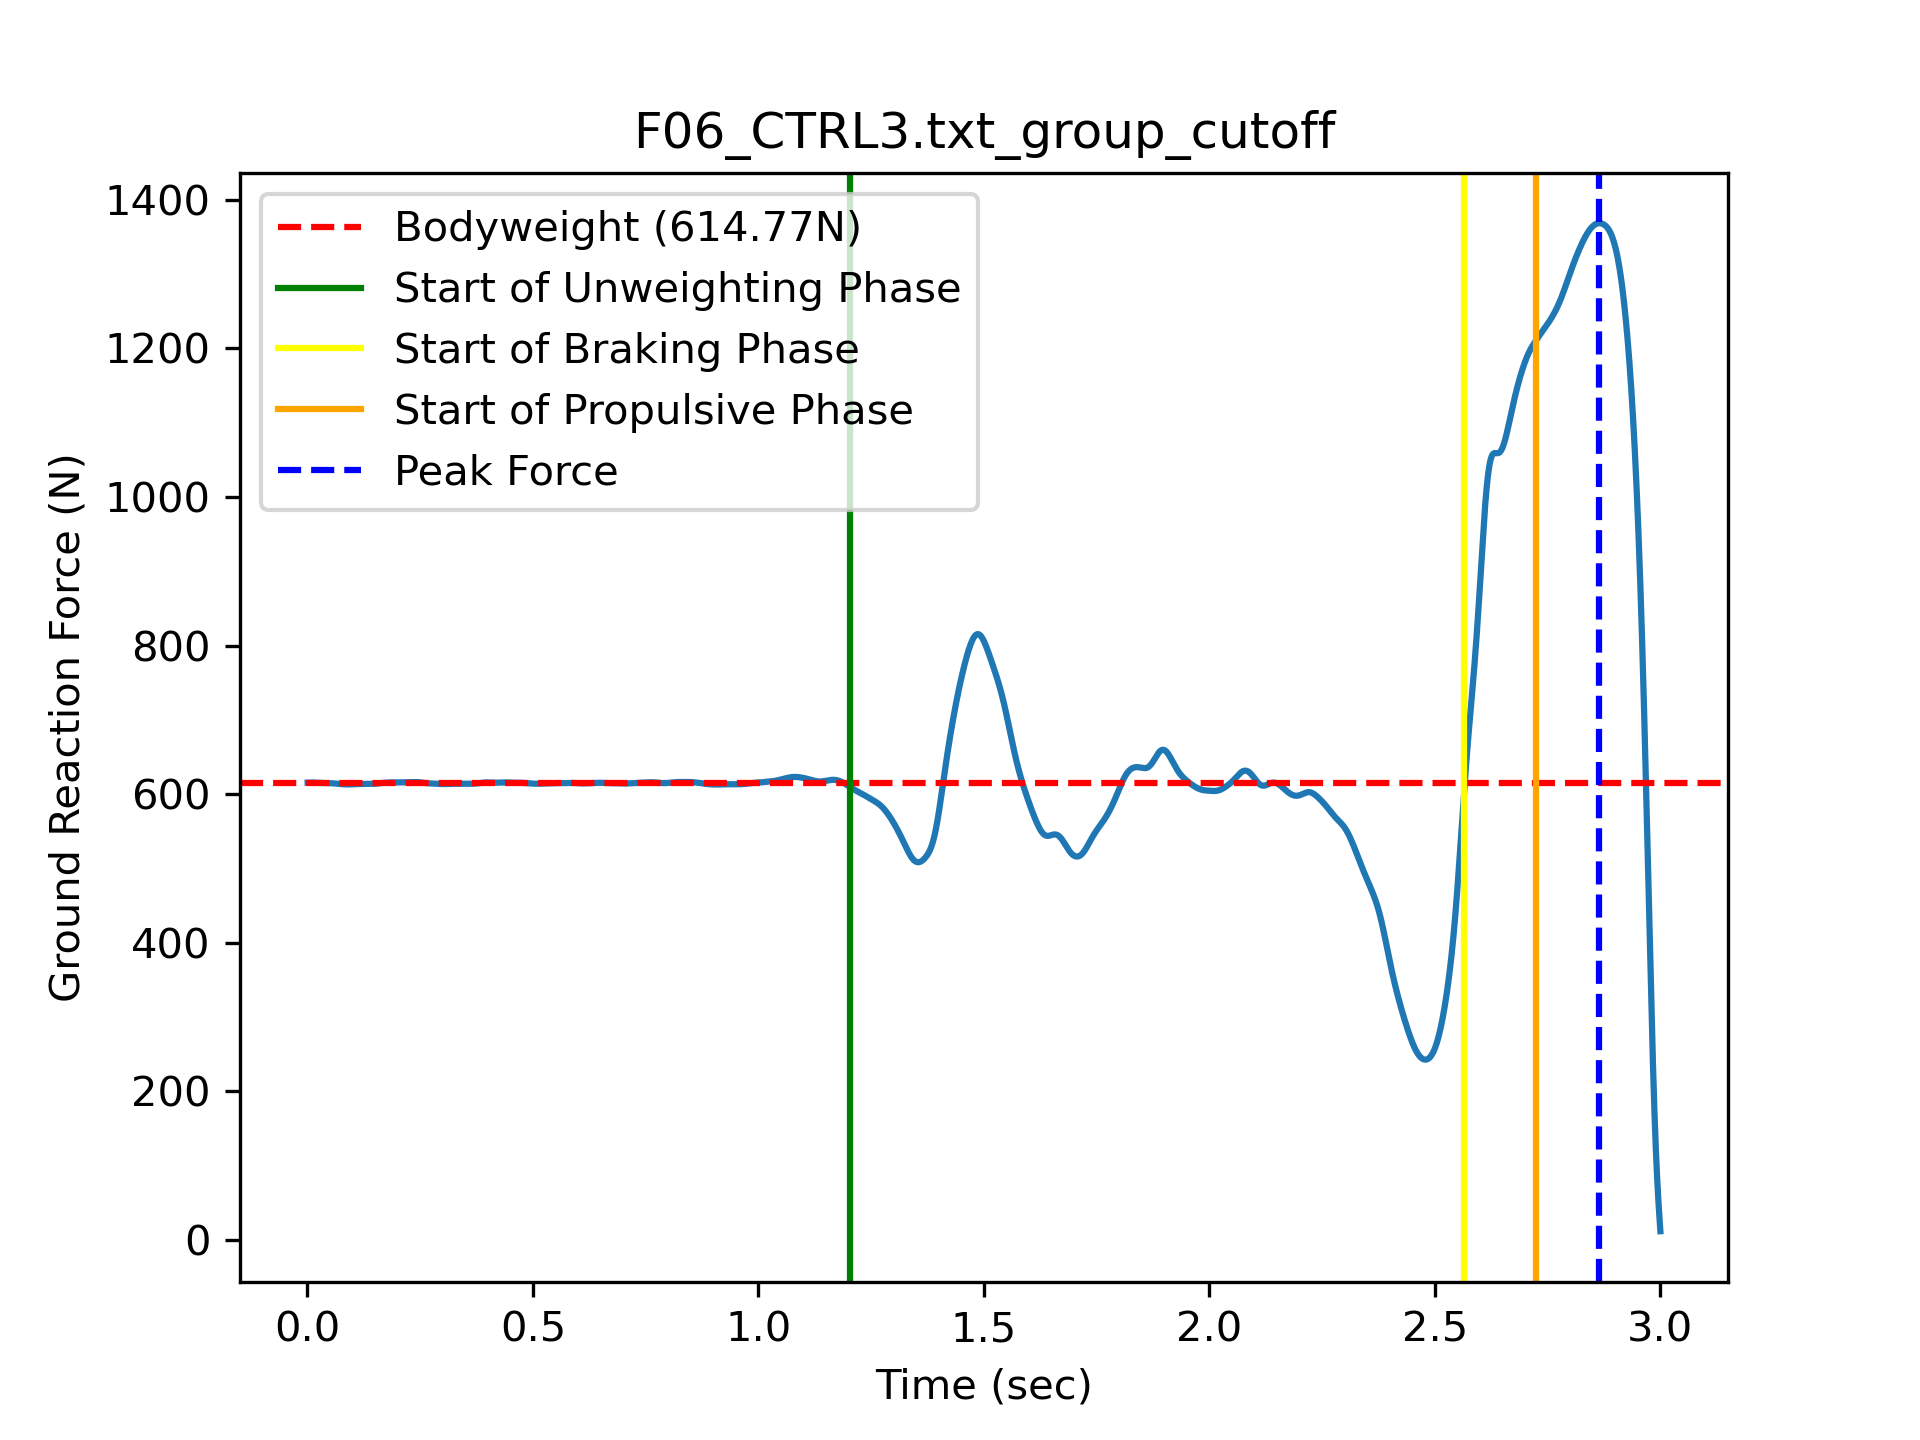 F06_CTRL3.txt_group_cutoff
1400
1200
1000
800
600
400
200
0
Ground Reaction Force (N)
Bodyweight (614.77N)
Start of Unweighting Phase
Start of Braking Phase
Start of Propulsive Phase
Peak Force
0.0 0.5 1.0 1.5 2.0 2.5 3.0
Time (sec)